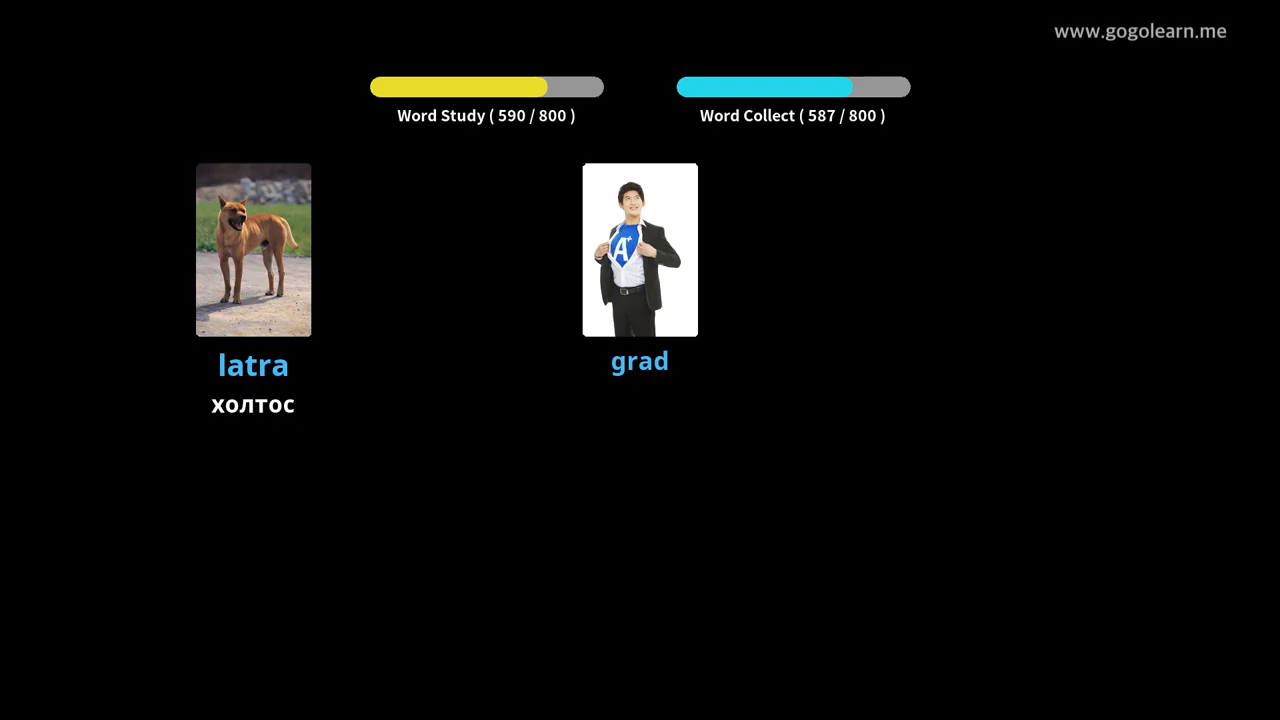 www.gogolearn.me
Word Study ( 590 / 800 )
Word Collect ( 587 / 800 )
A+
latra
grad
холтос